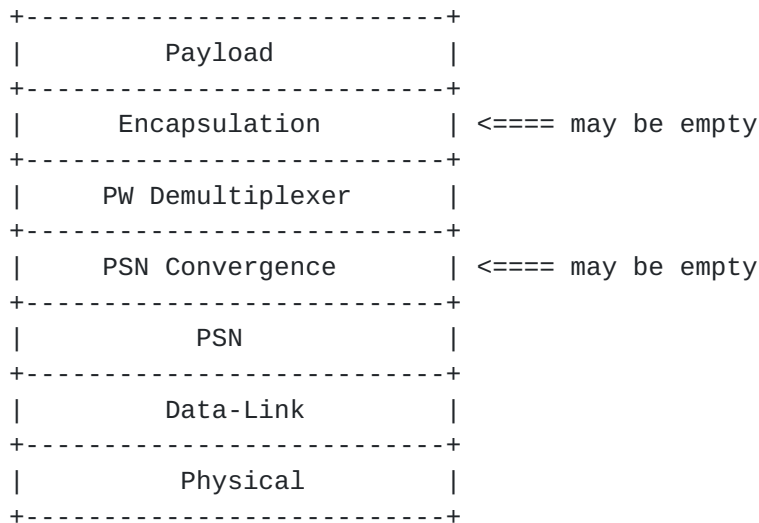 +---------------------------+
|         Payload           |
+---------------------------+
|      Encapsulation        | <==== may be empty
+---------------------------+
|     PW Demultiplexer      |
+---------------------------+
|     PSN Convergence       | <==== may be empty
+---------------------------+
|           PSN             |
+---------------------------+
|         Data-Link         |
+---------------------------+
|          Physical         |
+---------------------------+